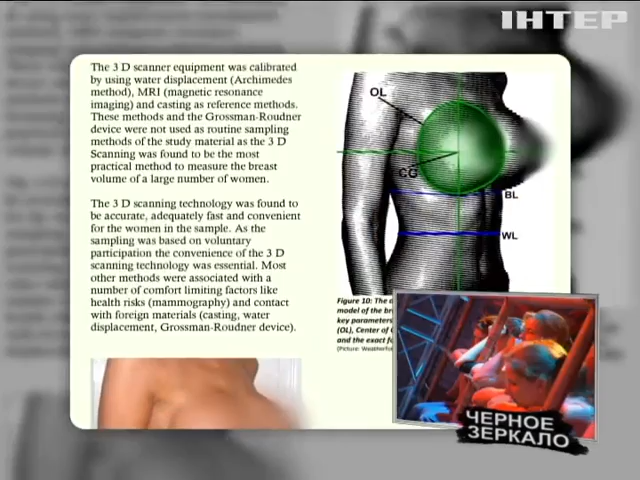 ІНТЕР
The 3 D scanner equipment was calibrated
by using water displacement (Archimedes
method), MRI (magnetic resonance
imaging) and casting as reference methods.
These methods and the Grossman-Roudner
device were not used as routine sampling
methods of the study material as the 3 D
Scanning was found to be the most
practical method to measure the breast
volume of a large number of women.
The 3 D scanning technology was found to
be accurate, adequately fast and convenient
for the women in the sample. As the
sampling was based on voluntary
participation the convenience of the 3 D
scanning technology was essential. Most
other methods were associated with a
number of comfort limiting factors like
health risks (mammography) and contact
with foreign materials (casting, water
displacement, Grossman-Roudner device).
OL
CG
BL
WL
Figure 10: The
model of the
key parameters
(OL), Center of
and the exact
(Picture:
ЧЕРНОЕ
ЗЕРКАЛО